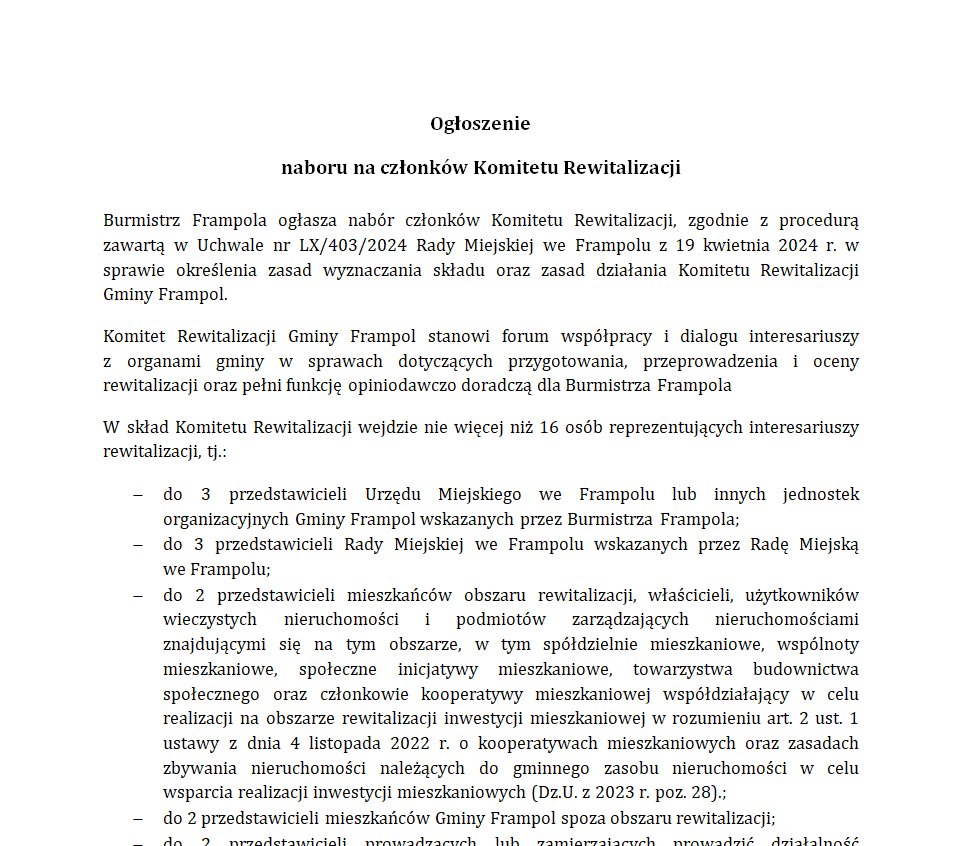 Ogłoszenie
naboru na członków Komitetu Rewitalizacji
Burmistrz Frampola ogłasza nabór członków Komitetu Rewitalizacji, zgodnie z procedurą
zawartą w Uchwale nr LX/403/2024 Rady Miejskiej we Frampolu z 19 kwietnia 2024 r. w
sprawie określenia zasad wyznaczania składu oraz zasad działania Komitetu Rewitalizacji
Gminy Frampol.
Komitet Rewitalizacji Gminy Frampol stanowi forum współpracy i dialogu interesariuszy
z organami gminy w sprawach dotyczących przygotowania, przeprowadzenia i oceny
rewitalizacji oraz pełni funkcję opiniodawczo doradczą dla Burmistrza Frampola
W skład Komitetu Rewitalizacji wejdzie nie więcej niż 16 osób reprezentujących interesariuszy
rewitalizacji, tj.:
– do 3 przedstawicieli Urzędu Miejskiego we Frampolu lub innych jednostek
organizacyjnych Gminy Frampol wskazanych przez Burmistrza Frampola;
– do 3 przedstawicieli Rady Miejskiej we Frampolu wskazanych przez Radę Miejską
we Frampolu;
– do 2 przedstawicieli mieszkańców obszaru rewitalizacji, właścicieli, użytkowników
wieczystych nieruchomości i podmiotów zarządzających nieruchomościami
znajdującymi się na tym obszarze, w tym spółdzielnie mieszkaniowe, wspólnoty
mieszkaniowe, społeczne inicjatywy mieszkaniowe, towarzystwa budownictwa
społecznego oraz członkowie kooperatywy mieszkaniowej współdziałający w celu
realizacji na obszarze rewitalizacji inwestycji mieszkaniowej w rozumieniu art. 2 ust. 1
ustawy z dnia 4 listopada 2022 r. o kooperatywach mieszkaniowych oraz zasadach
zbywania nieruchomości należących do gminnego zasobu nieruchomości w celu
wsparcia realizacji inwestycji mieszkaniowych (Dz.U. z 2023 r. poz. 28).;
– do 2 przedstawicieli mieszkańców Gminy Frampol spoza obszaru rewitalizacji;
– do 2 przedstawicieli prowadzących lub zamierzających prowadzić działalność